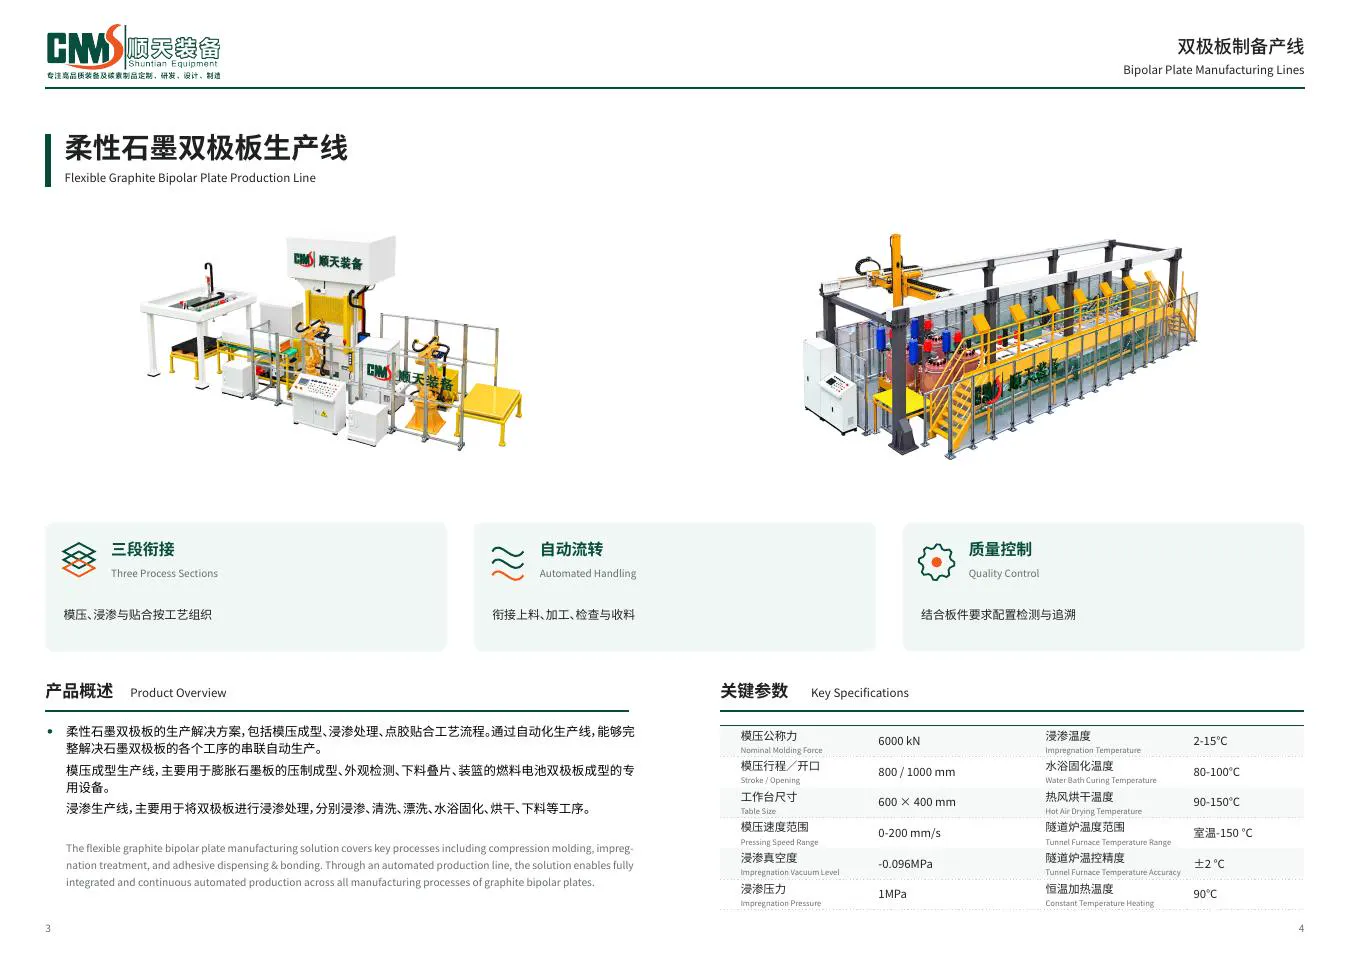 CNMS 顺天装备
Shuntian Equipment
专注高品质装备及碳素制品定制、研发、设计、制造
双极板制备产线
Bipolar Plate Manufacturing Lines
柔性石墨双极板生产线
Flexible Graphite Bipolar Plate Production Line
CNMS 顺天装备
CNMS 顺天装备
顺天装备
三段衔接
Three Process Sections
模压、浸渗与贴合按工艺组织
自动流转
Automated Handling
衔接上料、加工、检查与收料
质量控制
Quality Control
结合板件要求配置检测与追溯
产品概述 Product Overview
• 柔性石墨双极板的生产解决方案,包括模压成型、浸渗处理、点胶贴合工艺流程。通过自动化生产线,能够完
整解决石墨双极板的各个工序的串联自动生产。
模压成型生产线,主要用于膨胀石墨板的压制成型、外观检测、下料叠片、装篮的燃料电池双极板成型的专
用设备。
浸渗生产线,主要用于将双极板进行浸渗处理,分别浸渗、清洗、漂洗、水浴固化、烘干、下料等工序。
The flexible graphite bipolar plate manufacturing solution covers key processes including compression molding, impreg-
nation treatment, and adhesive dispensing & bonding. Through an automated production line, the solution enables fully
integrated and continuous automated production across all manufacturing processes of graphite bipolar plates.
关键参数 Key Specifications
模压公称力 6000 kN 浸渗温度 2-15℃
Nominal Molding Force Impregnation Temperature
模压行程／开口 800 / 1000 mm 水浴固化温度 80-100℃
Stroke / Opening Water Bath Curing Temperature
工作台尺寸 600 × 400 mm 热风烘干温度 90-150℃
Table Size Hot Air Drying Temperature
模压速度范围 0-200 mm/s 隧道炉温度范围 室温-150 ℃
Pressing Speed Range Tunnel Furnace Temperature Range
浸渗真空度 -0.096MPa 隧道炉温控精度 ±2 ℃
Impregnation Vacuum Level Tunnel Furnace Temperature Accuracy
浸渗压力 1MPa 恒温加热温度 90℃
Impregnation Pressure Constant Temperature Heating
3
4